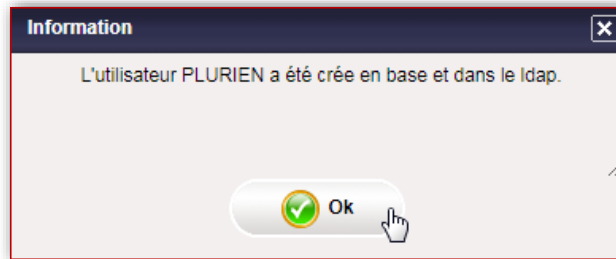 Information
L'utilisateur PLURIEN a été crée en base et dans le ldap.
Ok